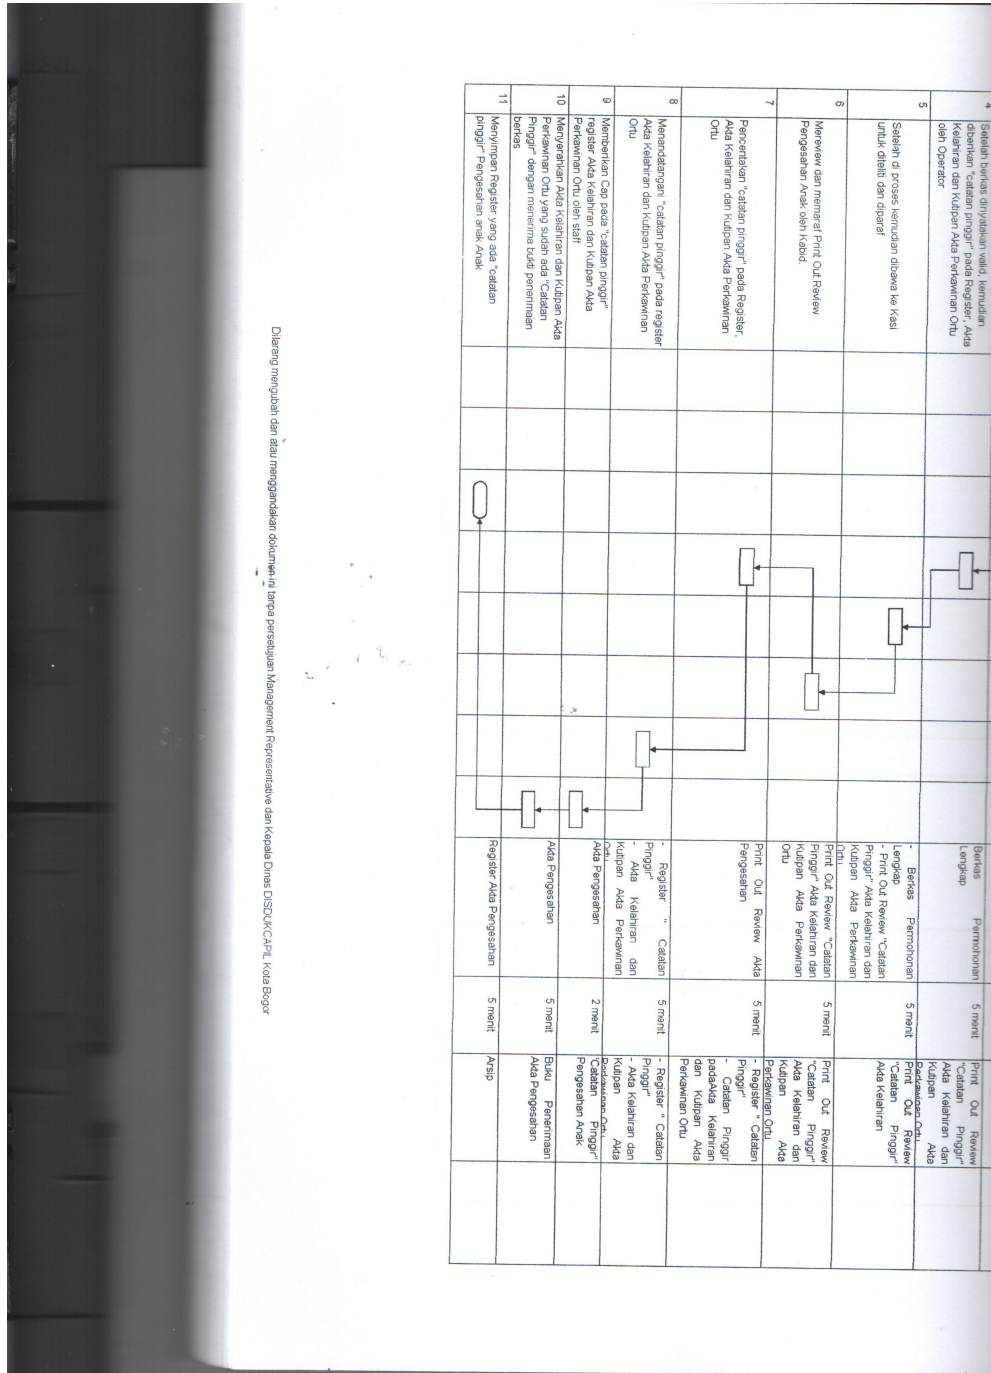 4
Setelah berkas dinyatakan valid, kemudian
diberikan "catatan pinggir" pada Register, Akta
Kelahiran dan Kutipan Akta Perkawinan Ortu
oleh Operator
Berkas Permohonan
Lengkap
5 menit
Print Out Review
"Catatan Pinggir"
Akta Kelahiran dan
Kutipan Akta
Perkawinan Ortu
5
Setelah di proses kemudian dibawa ke Kasi
untuk diteliti dan diparaf
- Berkas Permohonan
Lengkap
- Print Out Review "Catatan
Pinggir" Akta Kelahiran dan
Kutipan Akta Perkawinan
Ortu
5 menit
Print Out Review
"Catatan Pinggir"
Akta Kelahiran
6
Mereview dan memaraf Print Out Review
Pengesahan Anak oleh Kabid.
Print Out Review "Catatan
Pinggir" Akta Kelahiran dan
Kutipan Akta Perkawinan
Ortu
5 menit
Print Out Review
"Catatan Pinggir"
Akta Kelahiran dan
Kutipan Akta
Perkawinan Ortu
7
Pencentakan "catatan pinggir" pada Register,
Akta Kelahiran dan Kutipan Akta Perkawinan
Ortu
Print Out Review Akta
Pengesahan
5 menit
- Register " Catatan
Pinggir"
- Catatan Pinggir
padaAkta Kelahiran
dan Kutipan Akta
Perkawinan Ortu
8
Menandatangani "catatan pinggir" pada register
Akta Kelahiran dan Kutipan Akta Perkawinan
Ortu
- Register " Catatan
Pinggir"
- Akta Kelahiran dan
Kutipan Akta Perkawinan
Ortu
5 menit
- Register " Catatan
Pinggir"
- Akta Kelahiran dan
Kutipan Akta
Perkawinan Ortu
9
Memberikan Cap pada "catatan pinggir"
register Akta Kelahiran dan Kutipan Akta
Perkawinan Ortu oleh staff
Akta Pengesahan
2 menit
'Catatan Pinggir"
Pengesahan Anak
10
Menyerahkan Akta Kelahiran dan Kutipan Akta
Perkawinan Ortu yang sudah ada "Catatan
Pinggir" dengan menerima bukti penerimaan
berkas
Akta Pengesahan
5 menit
Buku Penerimaan
Akta Pengesahan
11
Menyimpan Register yang ada "catatan
pinggir" Pengesahan anak Anak
Register Akta Pengesahan
5 menit
Arsip
Dilarang mengubah dan atau menggandakan dokumen ini tanpa persetujuan Management Representative dan Kepala Dinas DISDUKCAPIL Kota Bogor